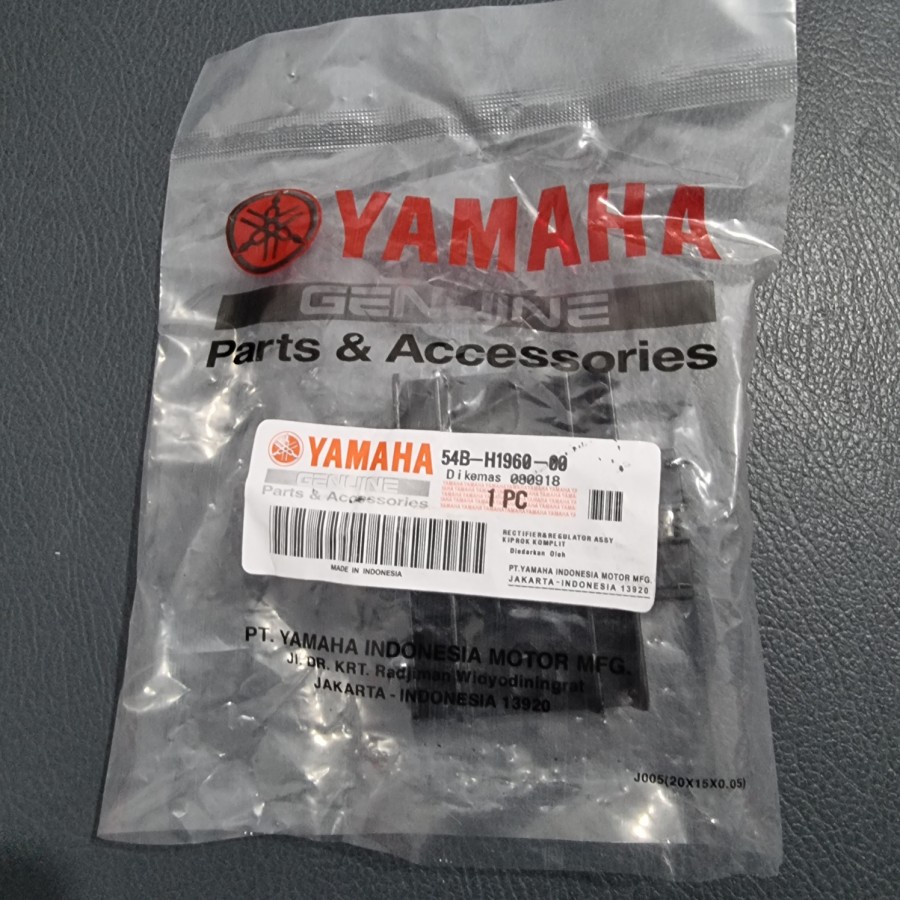 YAMAHA
GENUINE
Parts & Accessories
YAMAHA 54B-H1960-00
GENUINE Dikemas 080918
Parts & Accessories 1 PC
RECTIFIER&REGULATOR ASSY
KIPROK KOMPLIT
Diedarkan Oleh
MADE IN INDONESIA
PT.YAMAHA INDONESIA MOTOR MFG.
JAKARTA-INDONESIA 13920
PT. YAMAHA INDONESIA MOTOR MFG.
Jl. DR. KRT. Radjiman Widyodiningrat
JAKARTA - INDONESIA 13920
J005(20X15X0.05)